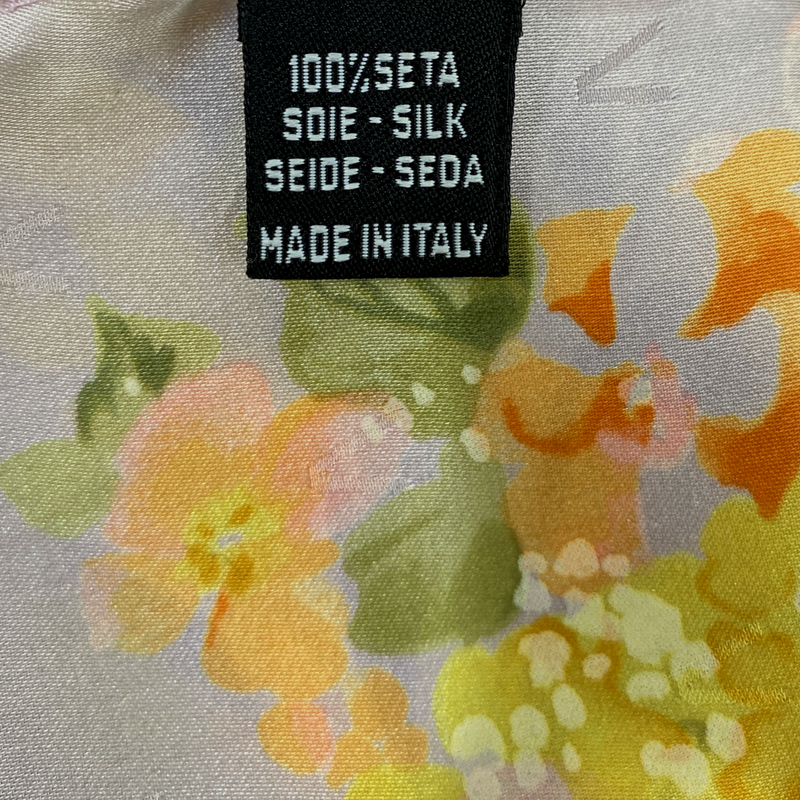 100%SETA
SOIE - SILK
SEIDE - SEDA
MADE IN ITALY